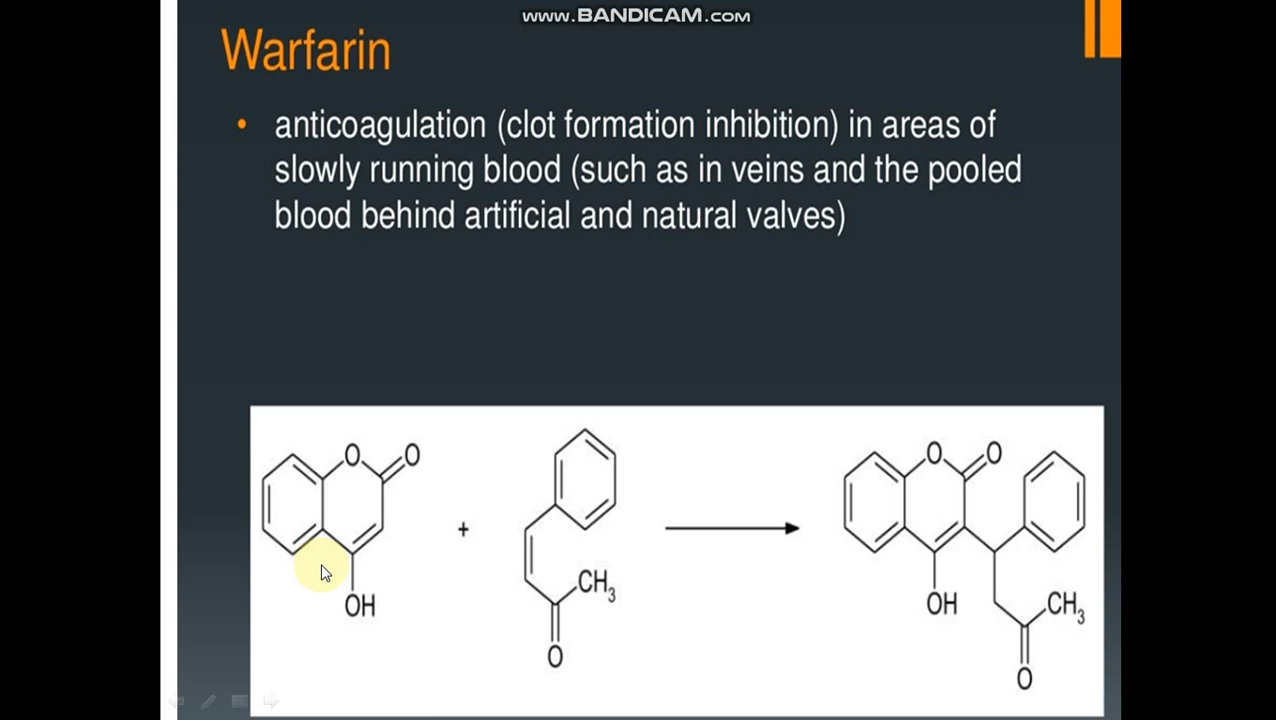 www.BANDICAM.com
Warfarin
• anticoagulation (clot formation inhibition) in areas of
slowly running blood (such as in veins and the pooled
blood behind artificial and natural valves)
O O
OH
+
CH3
O
O O
OH
CH3
O